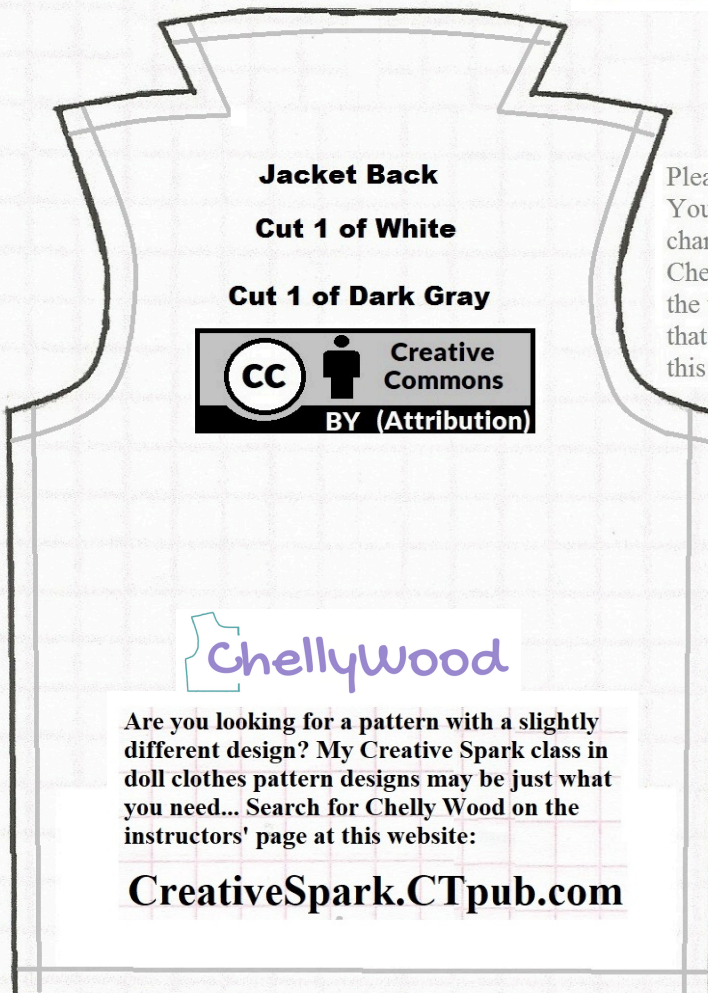 Jacket Back
Cut 1 of White
Cut 1 of Dark Gray
CC
Creative
Commons
BY (Attribution)
You
the
that
this
ChellyWood
Are you looking for a pattern with a slightly
different design? My Creative Spark class in
doll clothes pattern designs may be just what
you need... Search for Chelly Wood on the
instructors' page at this website:
CreativeSpark.CTpub.com